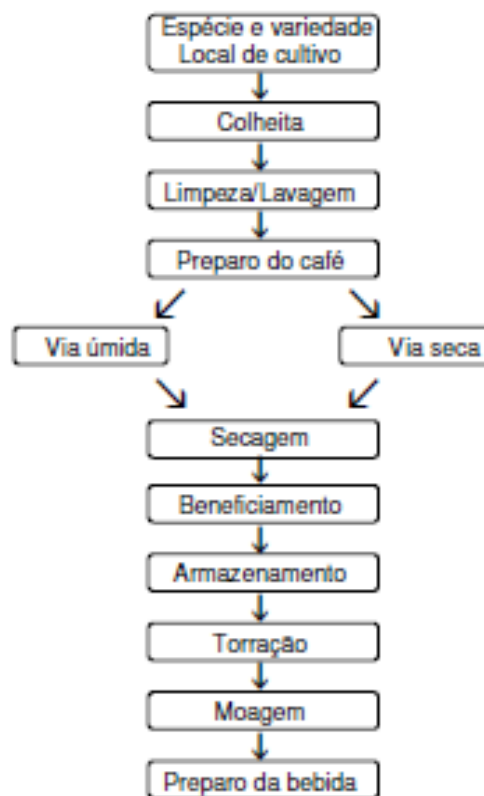 Espécie e variedade
Local de cultivo
Colheita
Limpeza/Lavagem
Preparo do café
Via úmida
Via seca
Secagem
Beneficiamento
Armazenamento
Torração
Moagem
Preparo da bebida